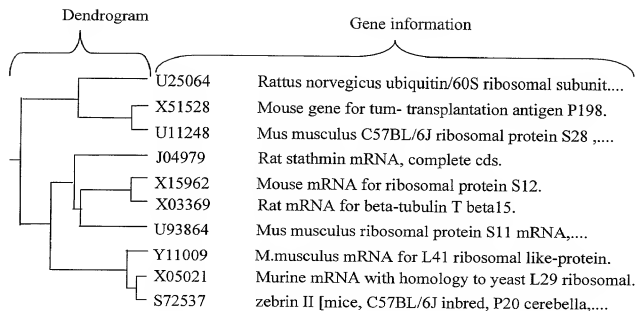 Dendrogram
Gene information
U25064 Rattus norvegicus ubiquitin/60S ribosomal subunit....
X51528 Mouse gene for tum- transplantation antigen P198.
U11248 Mus musculus C57BL/6J ribosomal protein S28 ,....
J04979 Rat stathmin mRNA, complete cds.
X15962 Mouse mRNA for ribosomal protein S12.
X03369 Rat mRNA for beta-tubulin T beta15.
U93864 Mus musculus ribosomal protein S11 mRNA,....
Y11009 M.musculus mRNA for L41 ribosomal like-protein.
X05021 Murine mRNA with homology to yeast L29 ribosomal.
S72537 zebrin II [mice, C57BL/6J inbred, P20 cerebella,....